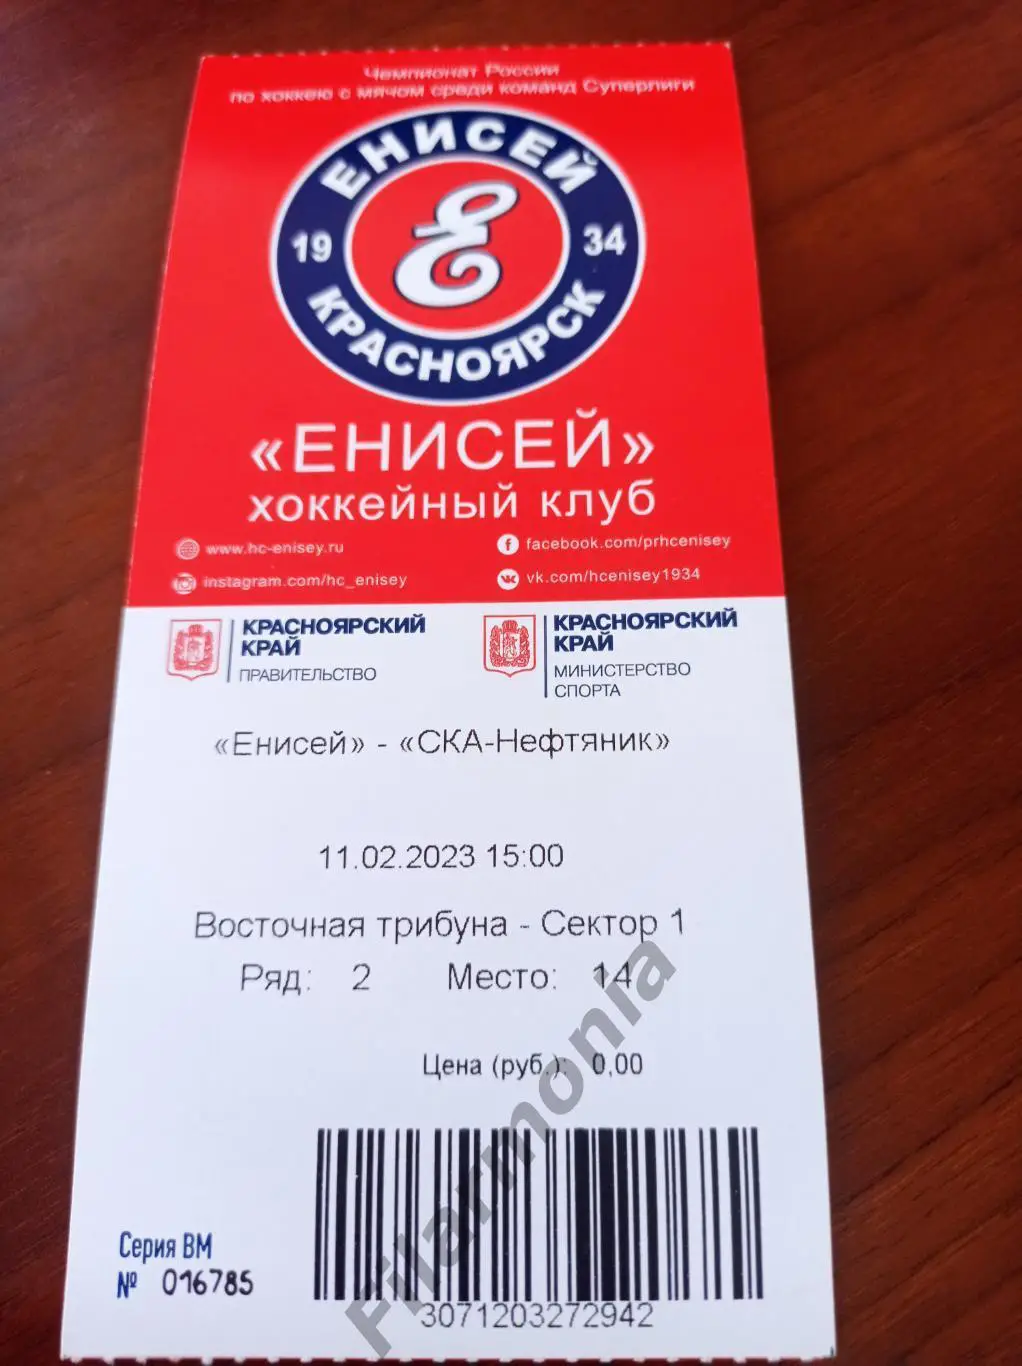 Чемпионат России
по хоккею с мячом среди команд Суперлиги
ЕНИСЕЙ
19 Е 34
КРАСНОЯРСК
«ЕНИСЕЙ»
хоккейный клуб
www.hc-enisey.ru
facebook.com/prhcenisey
instagram.com/hc_enisey
vk.com/hcenisey1934
КРАСНОЯРСКИЙ
КРАЙ
ПРАВИТЕЛЬСТВО
КРАСНОЯРСКИЙ
КРАЙ
МИНИСТЕРСТВО
СПОРТА
«Енисей» - «СКА-Нефтяник»
11.02.2023 15:00
Восточная трибуна - Сектор 1
Ряд: 2 Место: 14
Цена (руб.): 0,00
Серия ВМ
№ 016785
3071203272942
Filarmonia